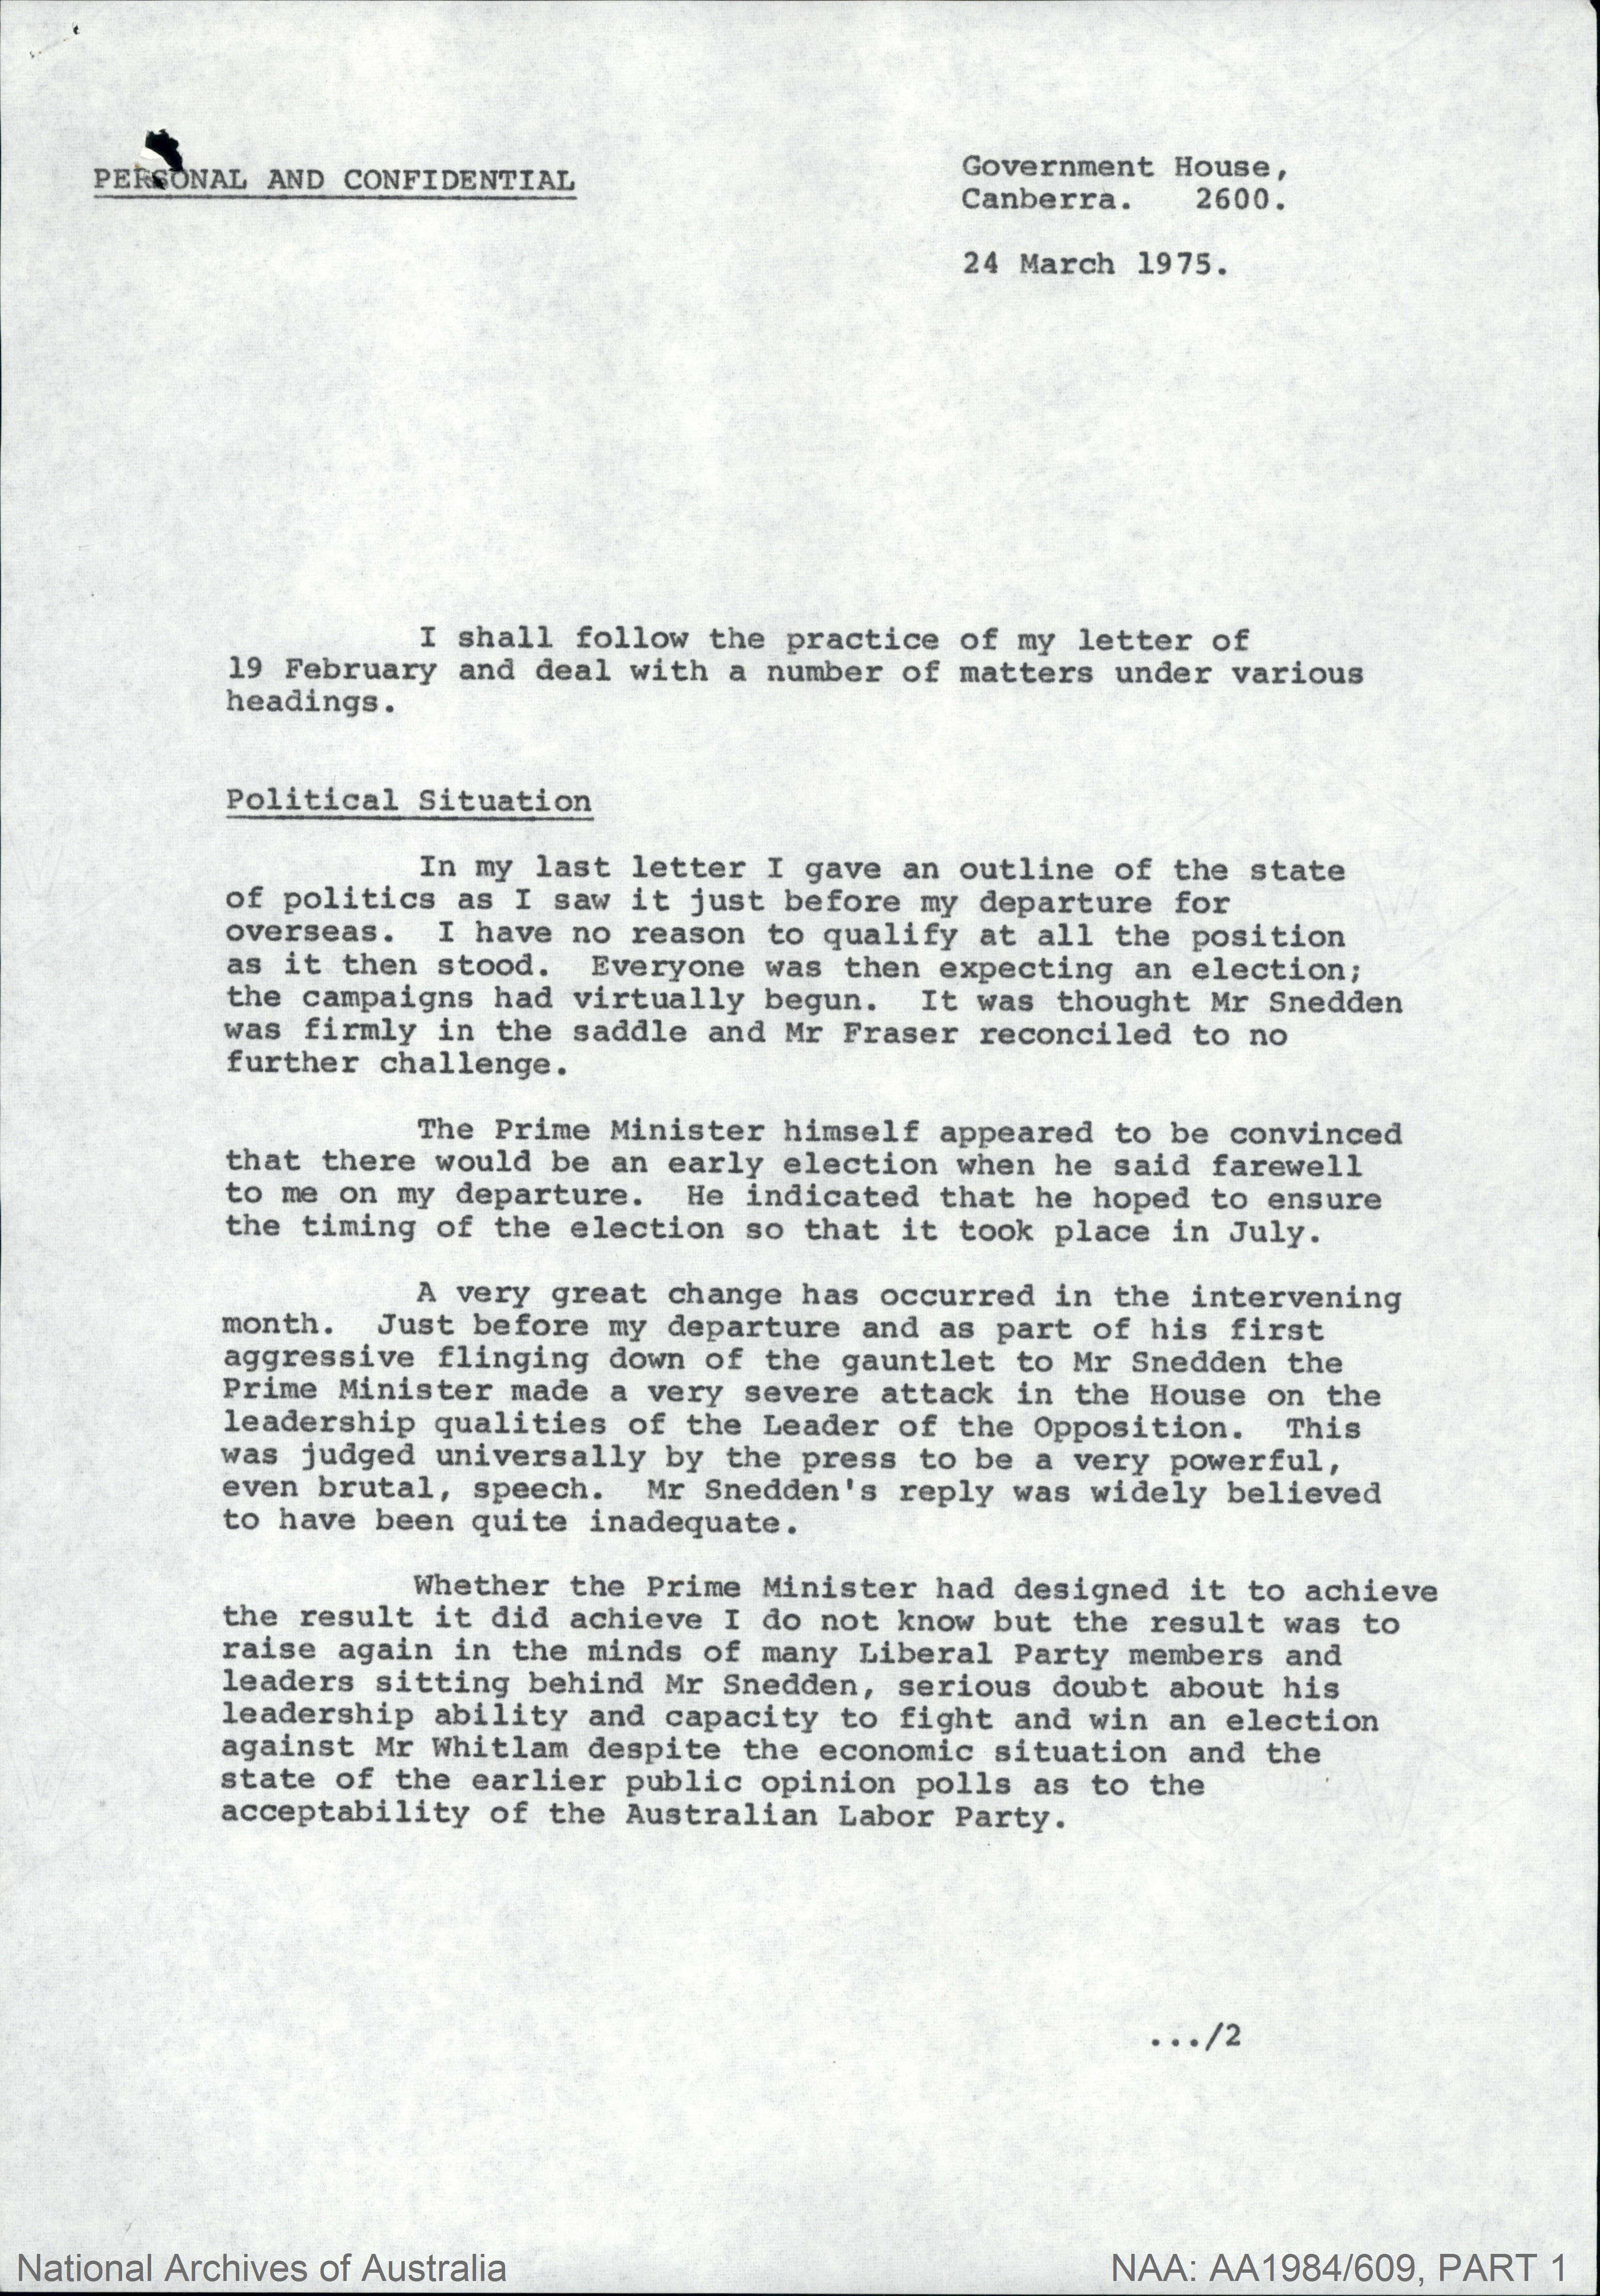 PERSONAL AND CONFIDENTIAL
Government House,
Canberra. 2600.
24 March 1975.
I shall follow the practice of my letter of
19 February and deal with a number of matters under various
headings.
Political Situation
In my last letter I gave an outline of the state
of politics as I saw it just before my departure for
overseas. I have no reason to qualify at all the position
as it then stood. Everyone was then expecting an election;
the campaigns had virtually begun. It was thought Mr Snedden
was firmly in the saddle and Mr Fraser reconciled to no
further challenge.
The Prime Minister himself appeared to be convinced
that there would be an early election when he said farewell
to me on my departure. He indicated that he hoped to ensure
the timing of the election so that it took place in July.
A very great change has occurred in the intervening
month. Just before my departure and as part of his first
aggressive flinging down of the gauntlet to Mr Snedden the
Prime Minister made a very severe attack in the House on the
leadership qualities of the Leader of the Opposition. This
was judged universally by the press to be a very powerful,
even brutal, speech. Mr Snedden's reply was widely believed
to have been quite inadequate.
Whether the Prime Minister had designed it to achieve
the result it did achieve I do not know but the result was to
raise again in the minds of many Liberal Party members and
leaders sitting behind Mr Snedden, serious doubt about his
leadership ability and capacity to fight and win an election
against Mr Whitlam despite the economic situation and the
state of the earlier public opinion polls as to the
acceptability of the Australian Labor Party.
.../2
National Archives of Australia
NAA: AA1984/609, PART 1